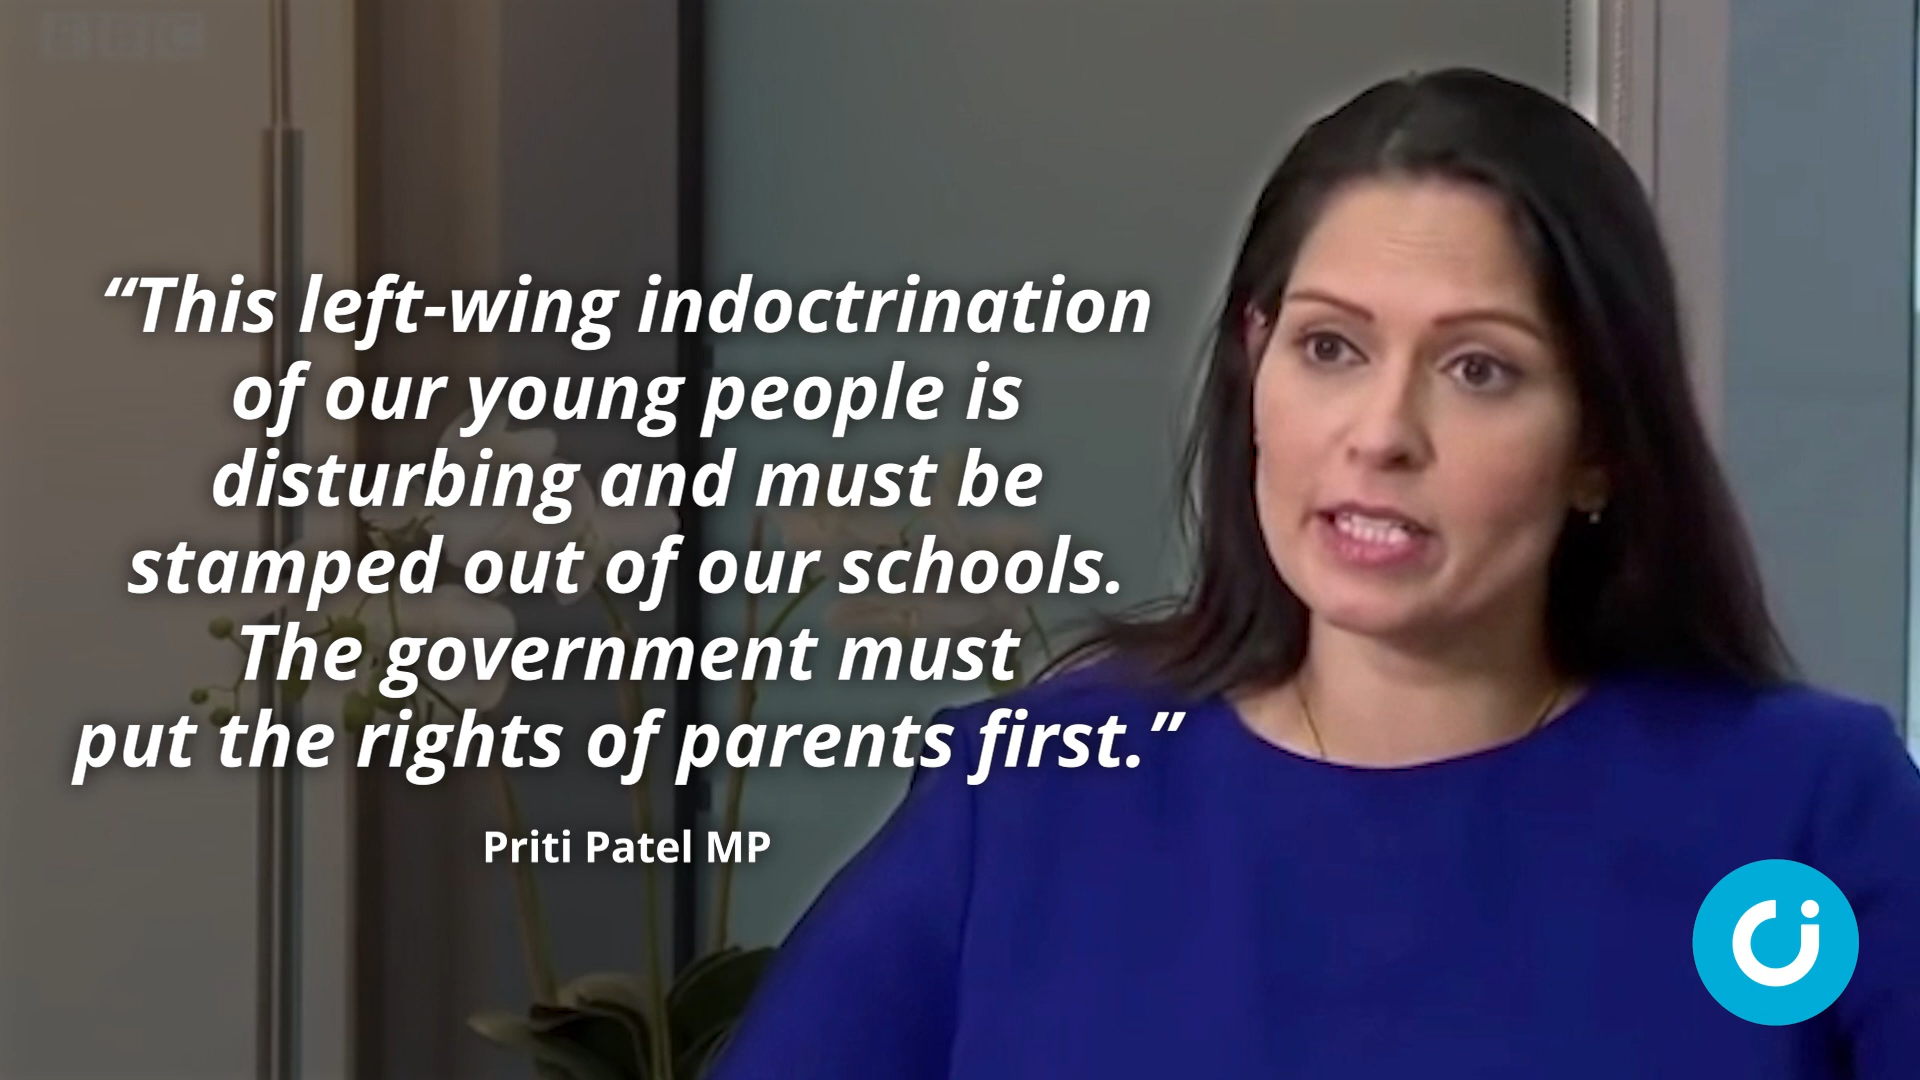 BBC
“This left-wing indoctrination
of our young people is
disturbing and must be
stamped out of our schools.
The government must
put the rights of parents first.”
Priti Patel MP